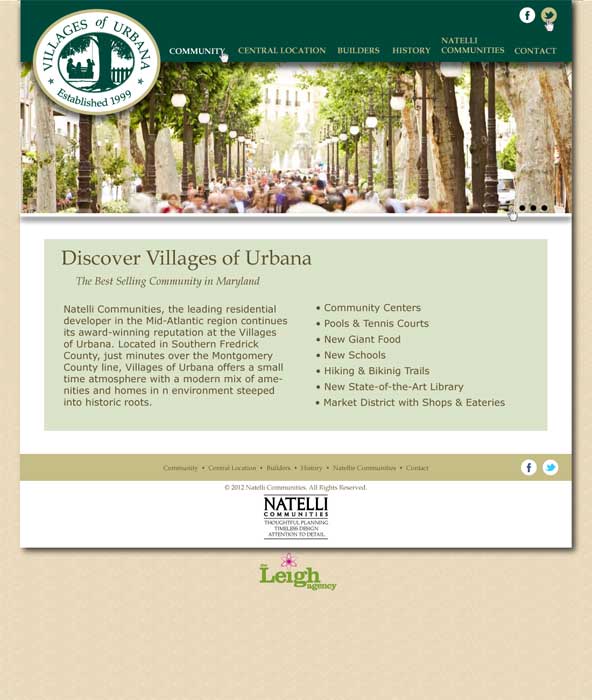 VILLAGES of URBANA
Established 1999
f
COMMUNITY
CENTRAL LOCATION
BUILDERS
HISTORY
NATELLI
COMMUNITIES
CONTACT
Discover Villages of Urbana
The Best Selling Community in Maryland
Natelli Communities, the leading residential
developer in the Mid-Atlantic region continues
its award-winning reputation at the Villages
of Urbana. Located in Southern Fredrick
County, just minutes over the Montgomery
County line, Villages of Urbana offers a small
time atmosphere with a modern mix of ame-
nities and homes in n environment steeped
into historic roots.
• Community Centers
• Pools & Tennis Courts
• New Giant Food
• New Schools
• Hiking & Bikinig Trails
• New State-of-the-Art Library
• Market District with Shops & Eateries
Community • Central Location • Builders • History • Natellie Communities • Contact
f
© 2012 Natelli Communities. All Rights Reserved.
NATELLI
COMMUNITIES
THOUGHTFUL PLANNING
TIMELESS DESIGN
ATTENTION TO DETAIL
the
Leigh
agency